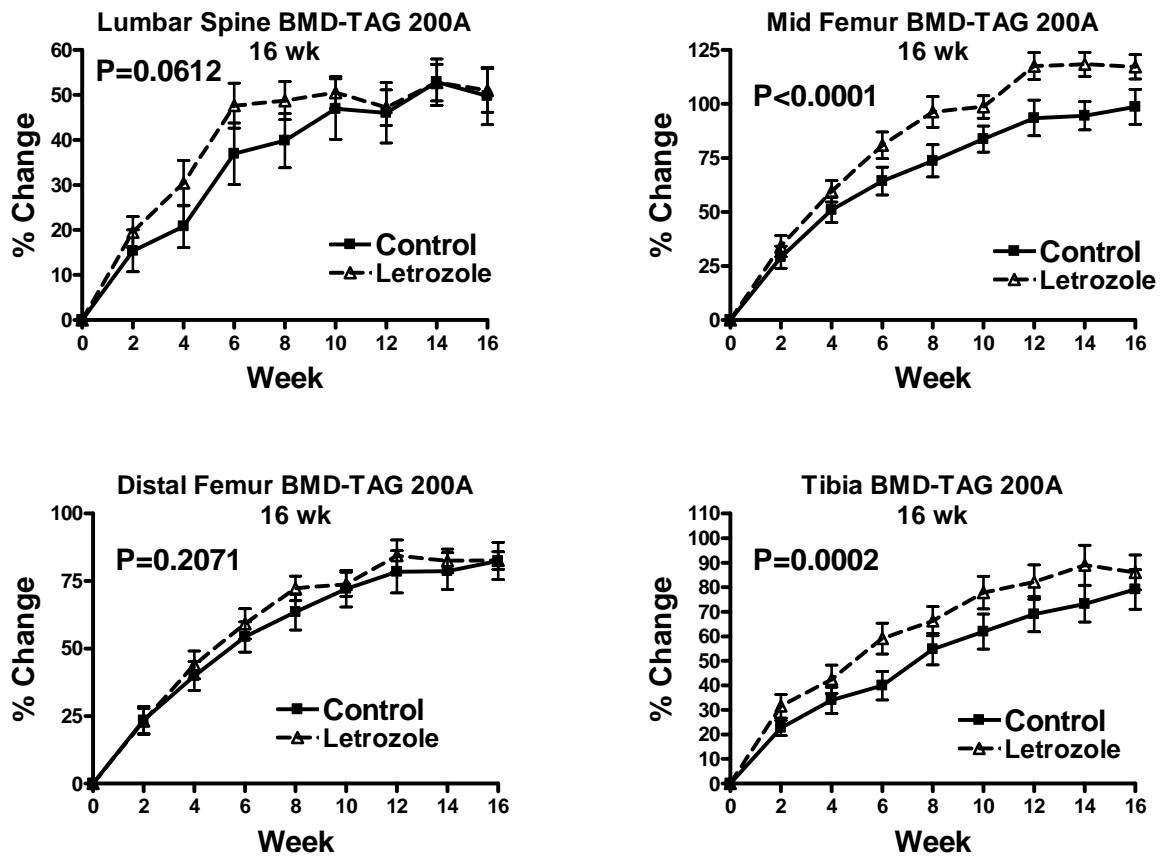 Lumbar Spine BMD-TAG 200A
16 wk
P=0.0612
% Change
60
50
40
30
20
10
0
Control
Letrozole
0 2 4 6 8 10 12 14 16
Week
Mid Femur BMD-TAG 200A
16 wk
P<0.0001
% Change
125
100
75
50
25
0
Control
Letrozole
0 2 4 6 8 10 12 14 16
Week
Distal Femur BMD-TAG 200A
16 wk
P=0.2071
% Change
100
75
50
25
0
Control
Letrozole
0 2 4 6 8 10 12 14 16
Week
Tibia BMD-TAG 200A
16 wk
P=0.0002
% Change
110
100
90
80
70
60
50
40
30
20
10
0
Control
Letrozole
0 2 4 6 8 10 12 14 16
Week